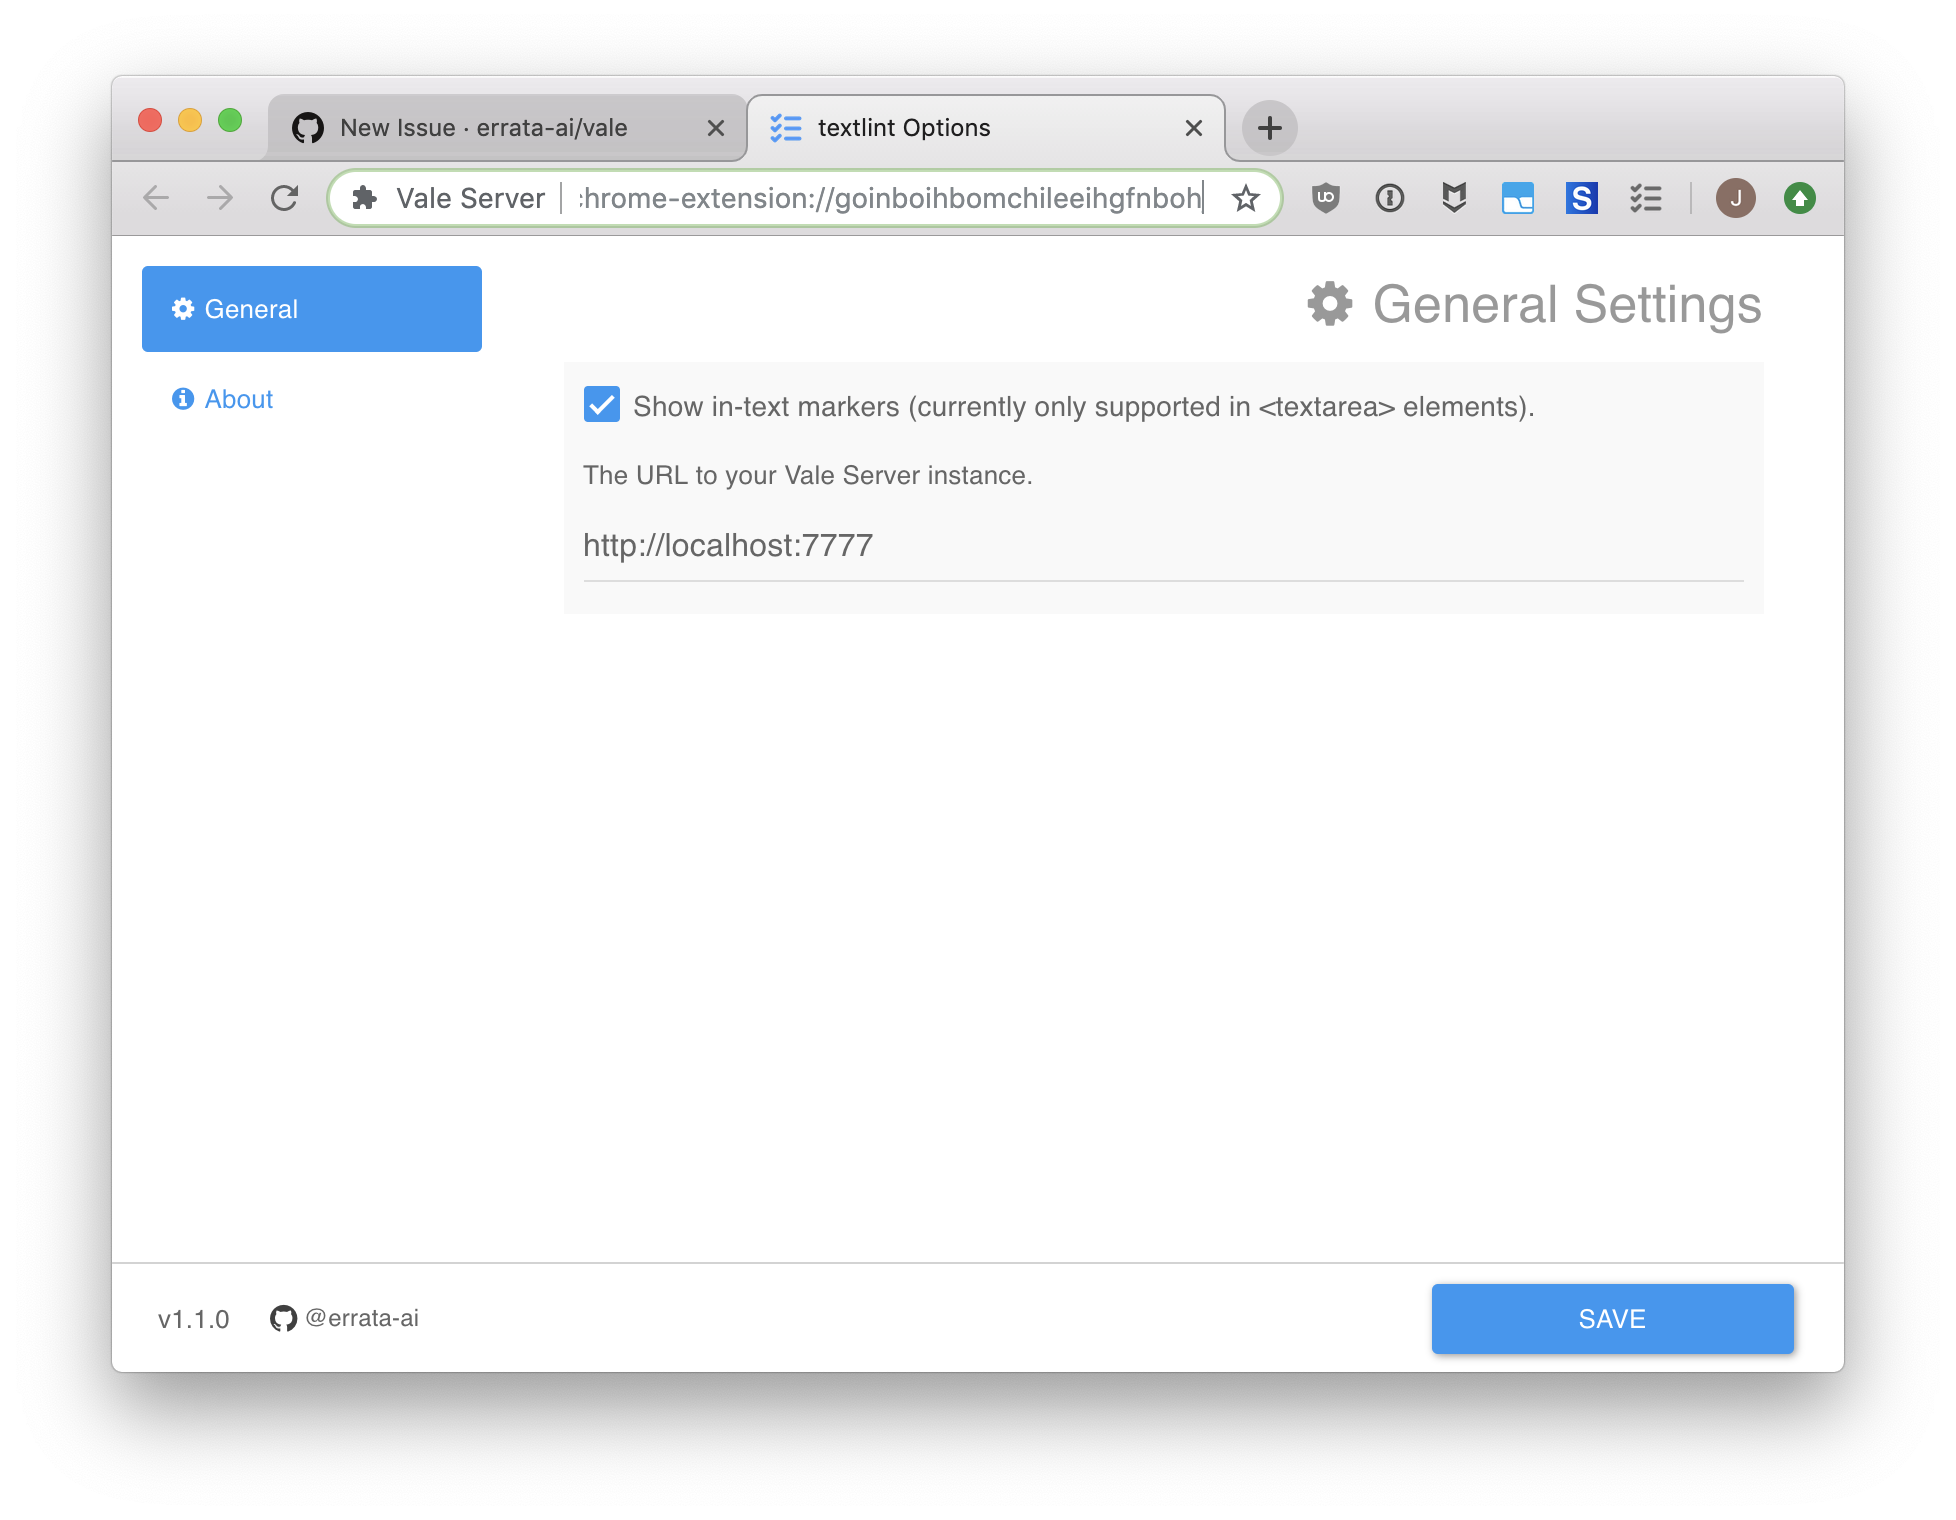 New Issue · errata-ai/vale
textlint Options
Vale Server
chrome-extension://goinboihbomchileeihgfnboh
J
General
About
General Settings
Show in-text markers (currently only supported in <textarea> elements).
The URL to your Vale Server instance.
http://localhost:7777
v1.1.0
@errata-ai
SAVE